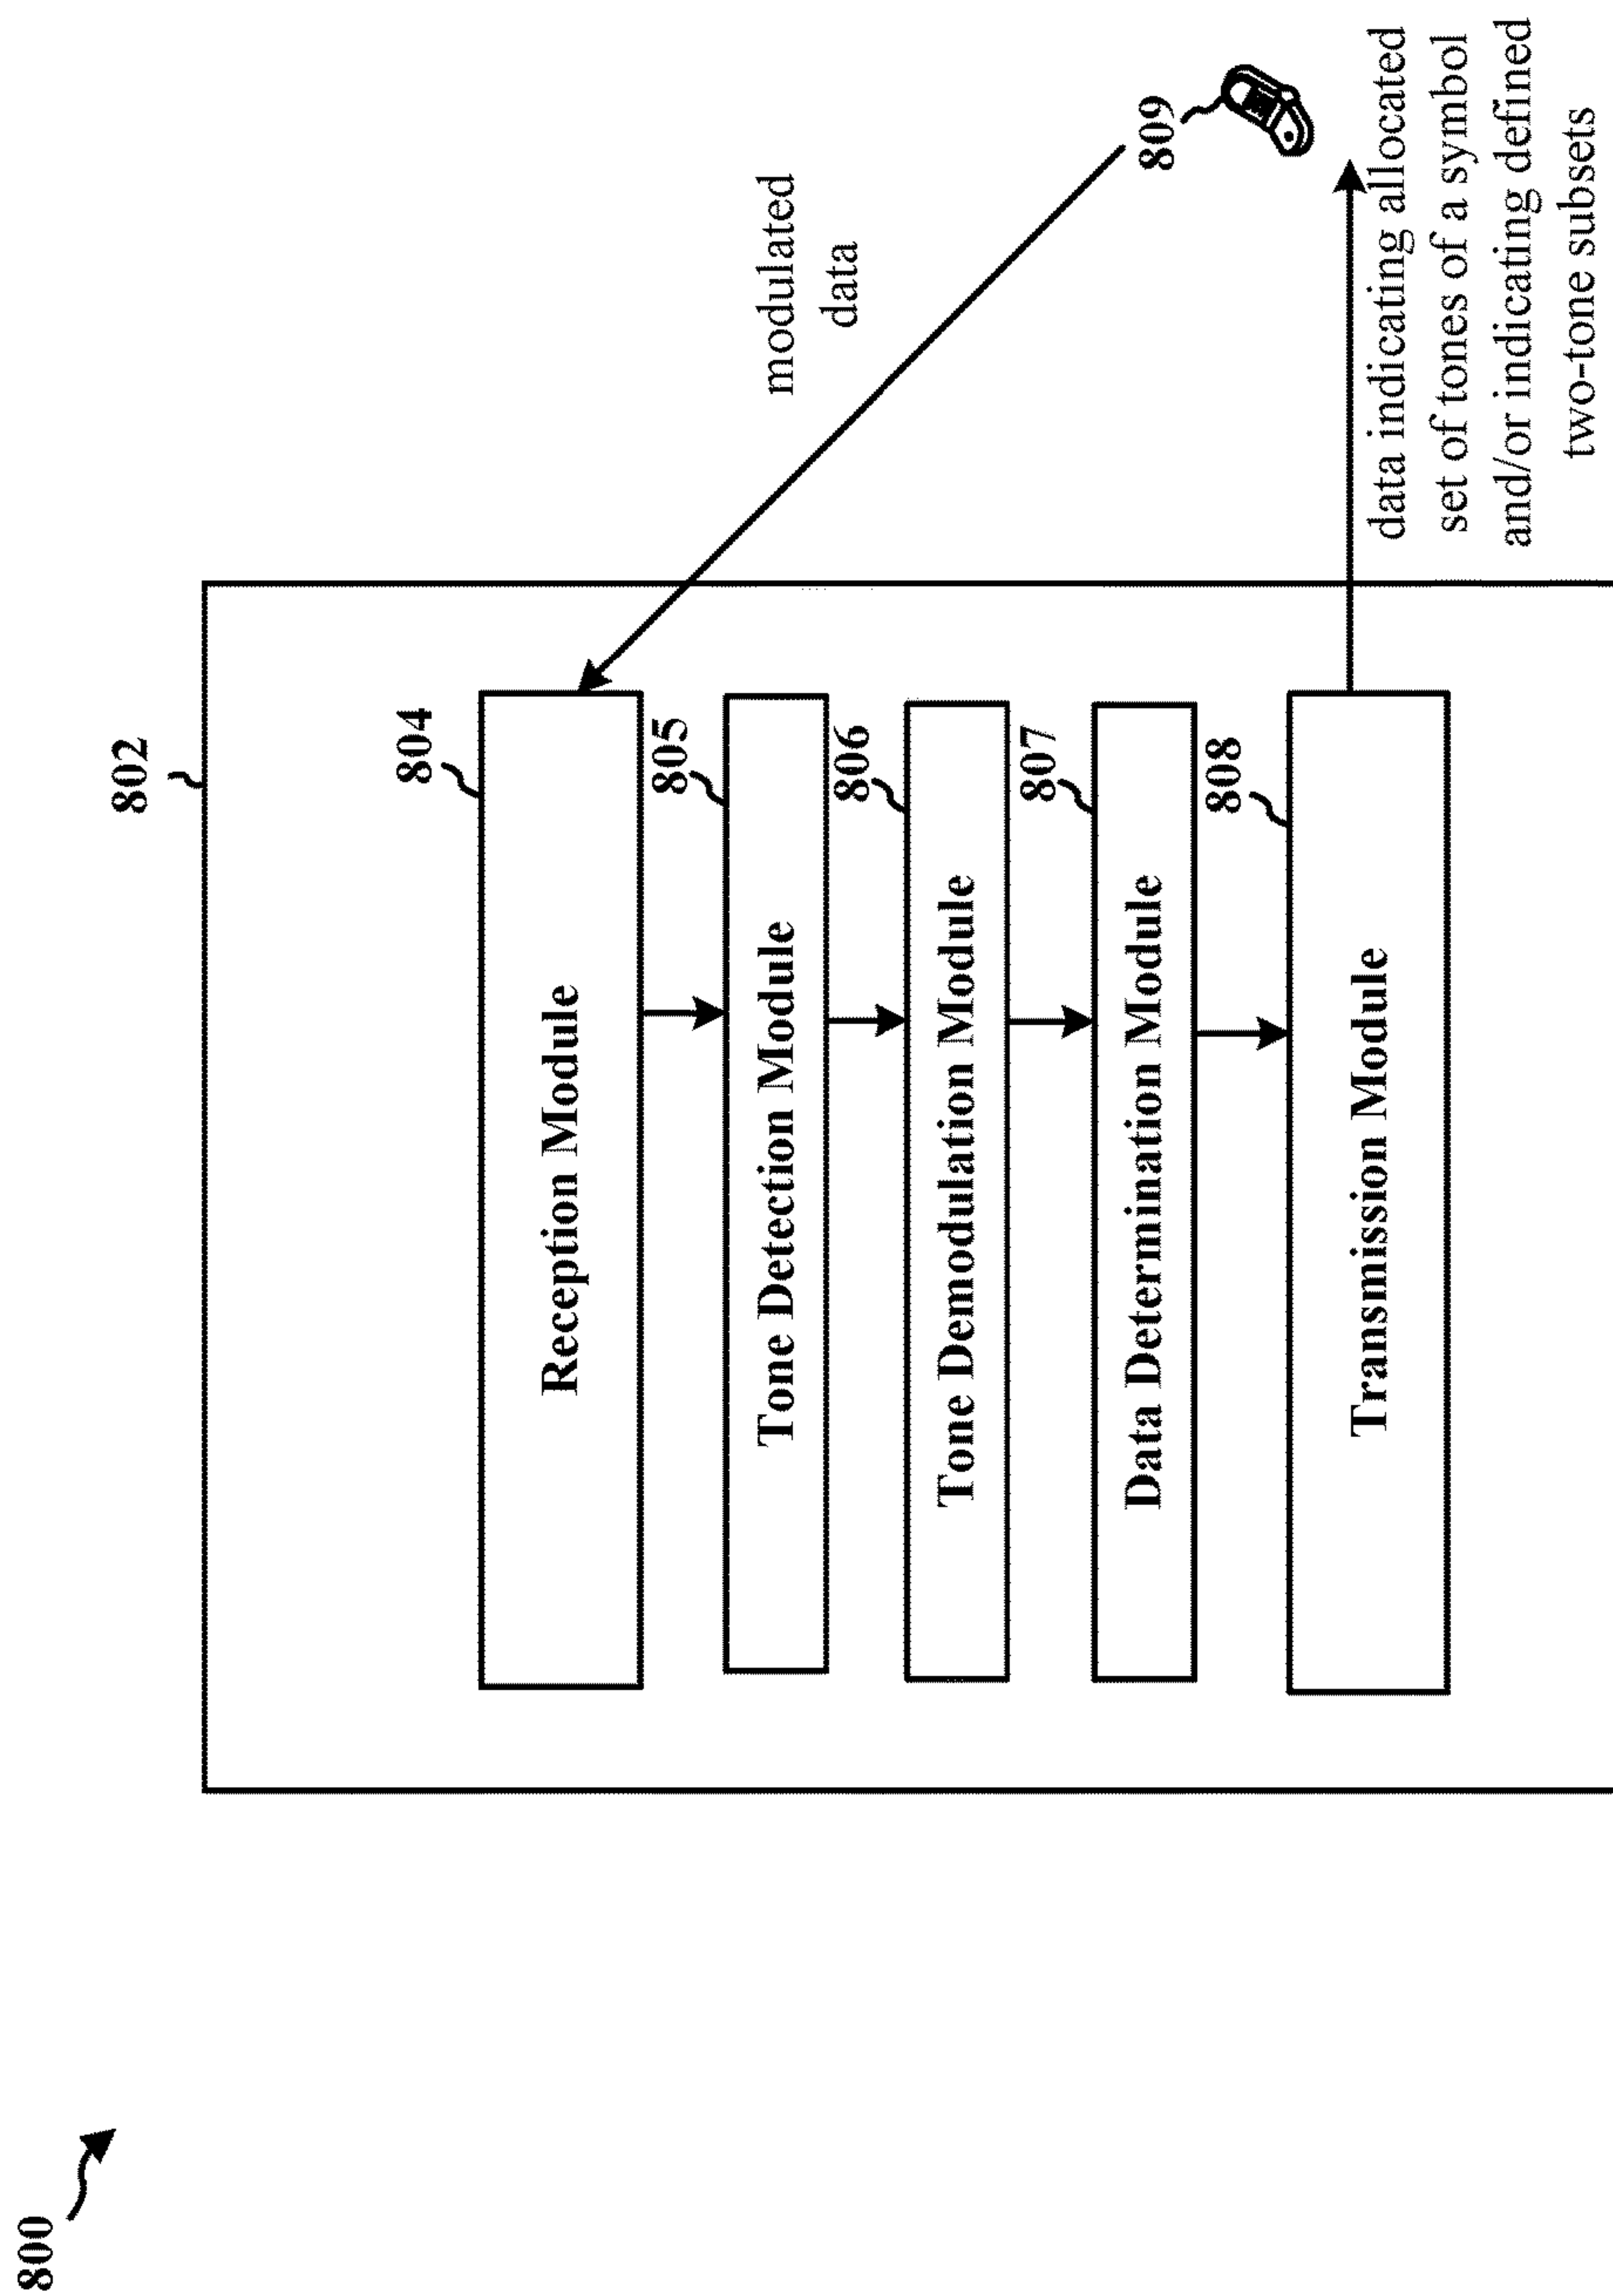 800
802
804
Reception Module
805
Tone Detection Module
806
Tone Demodulation Module
807
Data Determination Module
808
Transmission Module
modulated
data
809
data indicating allocated
set of tones of a symbol
and/or indicating defined
two-tone subsets